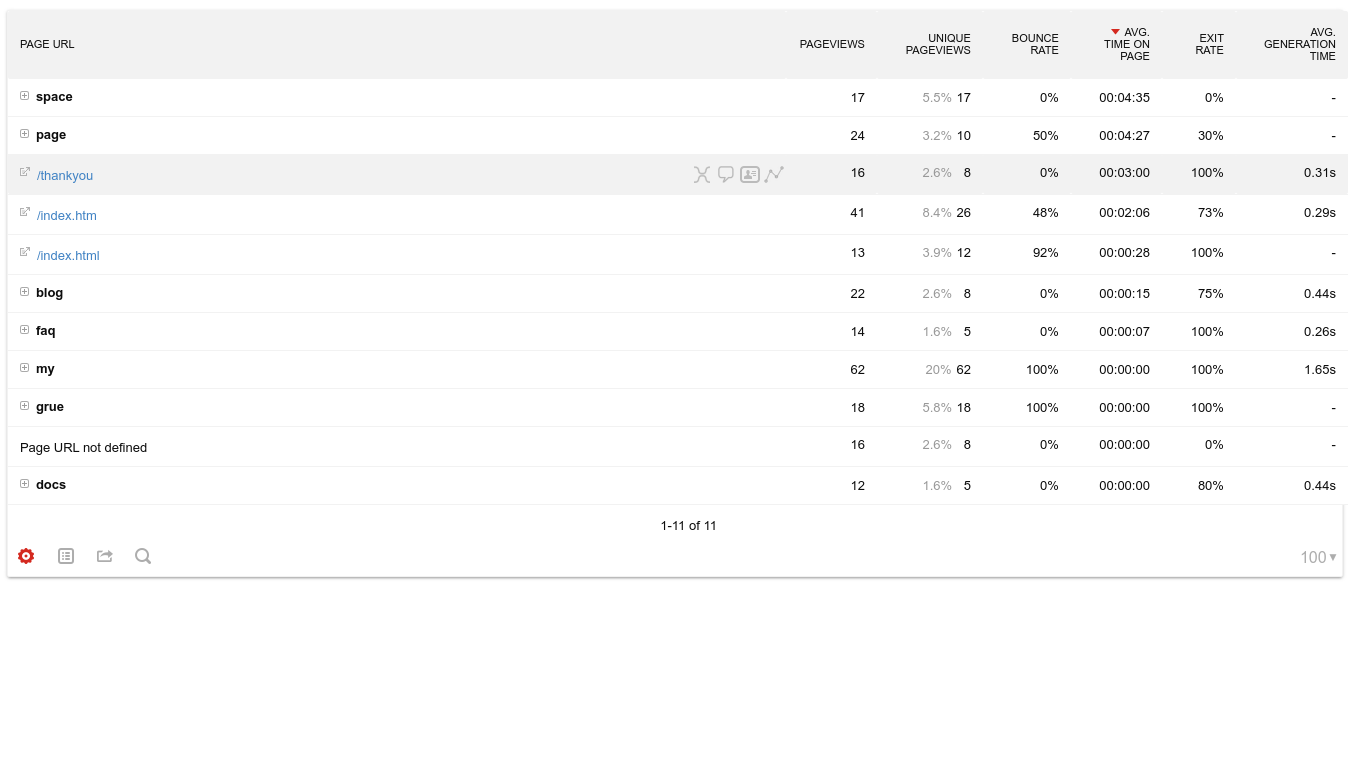 PAGE URL PAGEVIEWS UNIQUE PAGEVIEWS BOUNCE RATE AVG. TIME ON PAGE EXIT RATE AVG. GENERATION TIME
space 17 5.5% 17 0% 00:04:35 0% -
page 24 3.2% 10 50% 00:04:27 30% -
/thankyou 16 2.6% 8 0% 00:03:00 100% 0.31s
/index.htm 41 8.4% 26 48% 00:02:06 73% 0.29s
/index.html 13 3.9% 12 92% 00:00:28 100% -
blog 22 2.6% 8 0% 00:00:15 75% 0.44s
faq 14 1.6% 5 0% 00:00:07 100% 0.26s
my 62 20% 62 100% 00:00:00 100% 1.65s
grue 18 5.8% 18 100% 00:00:00 100% -
Page URL not defined 16 2.6% 8 0% 00:00:00 0% -
docs 12 1.6% 5 0% 00:00:00 80% 0.44s
1-11 of 11
100